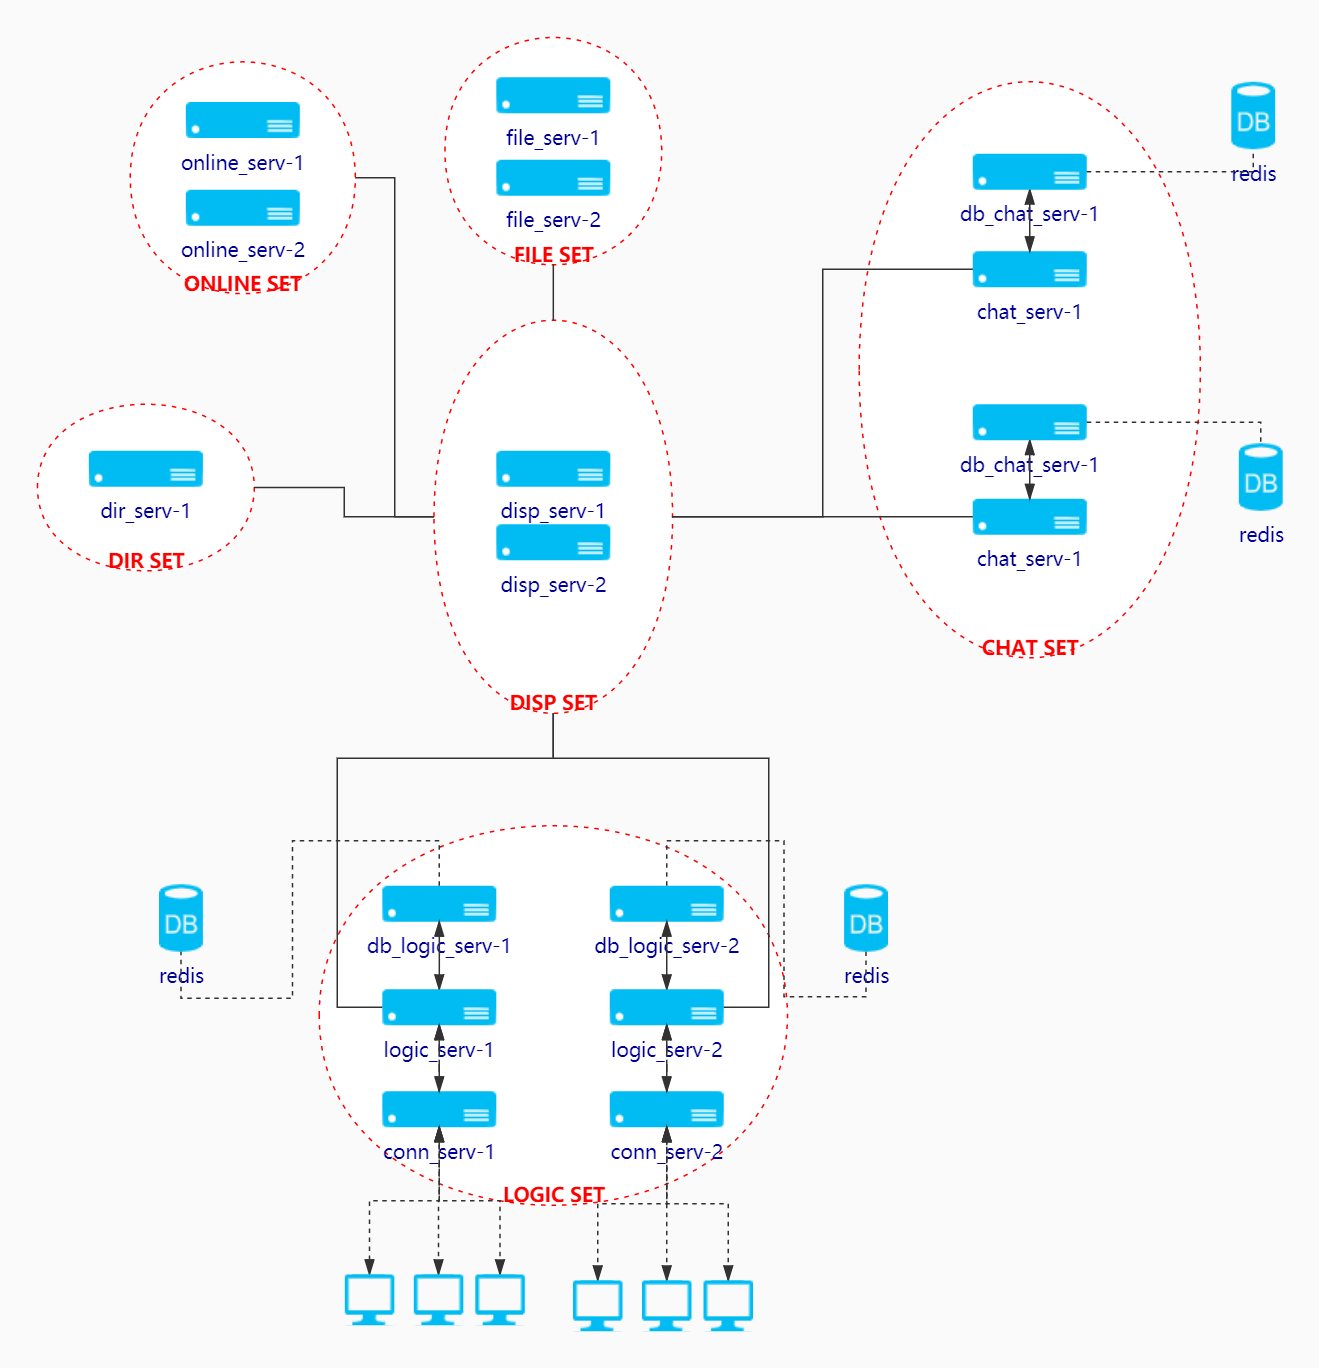 online_serv-1
online_serv-2
ONLINE SET
file_serv-1
file_serv-2
FILE SET
DB
redis
db_chat_serv-1
chat_serv-1
db_chat_serv-1
chat_serv-1
CHAT SET
DB
redis
dir_serv-1
DIR SET
disp_serv-1
disp_serv-2
DISP SET
DB
redis
db_logic_serv-1
logic_serv-1
conn_serv-1
db_logic_serv-2
logic_serv-2
conn_serv-2
LOGIC SET
DB
redis